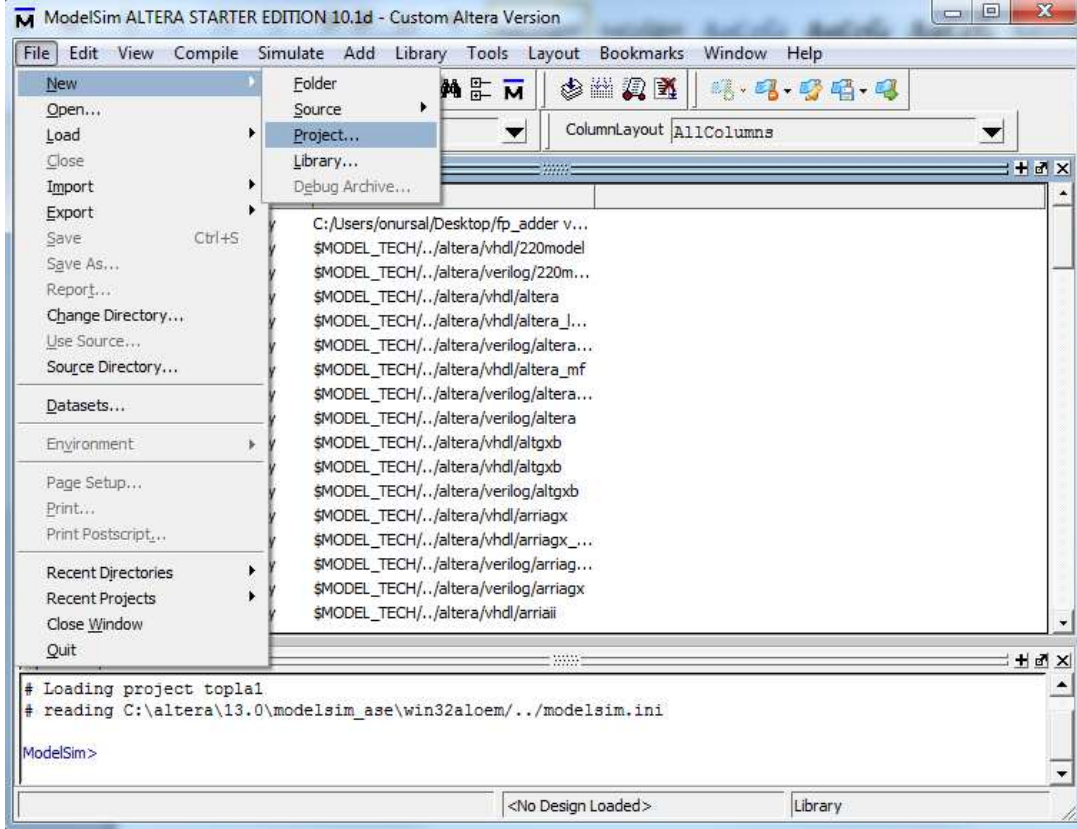 ModelSim ALTERA STARTER EDITION 10.1d - Custom Altera Version
File Edit View Compile Simulate Add Library Tools Layout Bookmarks Window Help
New
Open...
Load
Close
Import
Export
Save Ctrl+S
Save As...
Report...
Change Directory...
Use Source...
Source Directory...
Datasets...
Environment
Page Setup...
Print...
Print Postscript...
Recent Directories
Recent Projects
Close Window
Quit
Folder
Source
Project...
Library...
Debug Archive...
ColumnLayout AllColumns
y C:/Users/onursal/Desktop/fp_adder v...
y $MODEL_TECH/../altera/vhdl/220model
y $MODEL_TECH/../altera/verilog/220m...
y $MODEL_TECH/../altera/vhdl/altera
y $MODEL_TECH/../altera/vhdl/altera_l...
y $MODEL_TECH/../altera/verilog/altera...
y $MODEL_TECH/../altera/vhdl/altera_mf
y $MODEL_TECH/../altera/verilog/altera...
y $MODEL_TECH/../altera/verilog/altera
y $MODEL_TECH/../altera/vhdl/altgxb
y $MODEL_TECH/../altera/vhdl/altgxb
y $MODEL_TECH/../altera/verilog/altgxb
y $MODEL_TECH/../altera/vhdl/arriagx
y $MODEL_TECH/../altera/vhdl/arriagx_...
y $MODEL_TECH/../altera/verilog/arriag...
y $MODEL_TECH/../altera/verilog/arriagx
y $MODEL_TECH/../altera/vhdl/arriaii
# Loading project topla1
# reading C:\altera\13.0\modelsim_ase\win32aloem/../modelsim.ini
ModelSim>
<No Design Loaded> Library